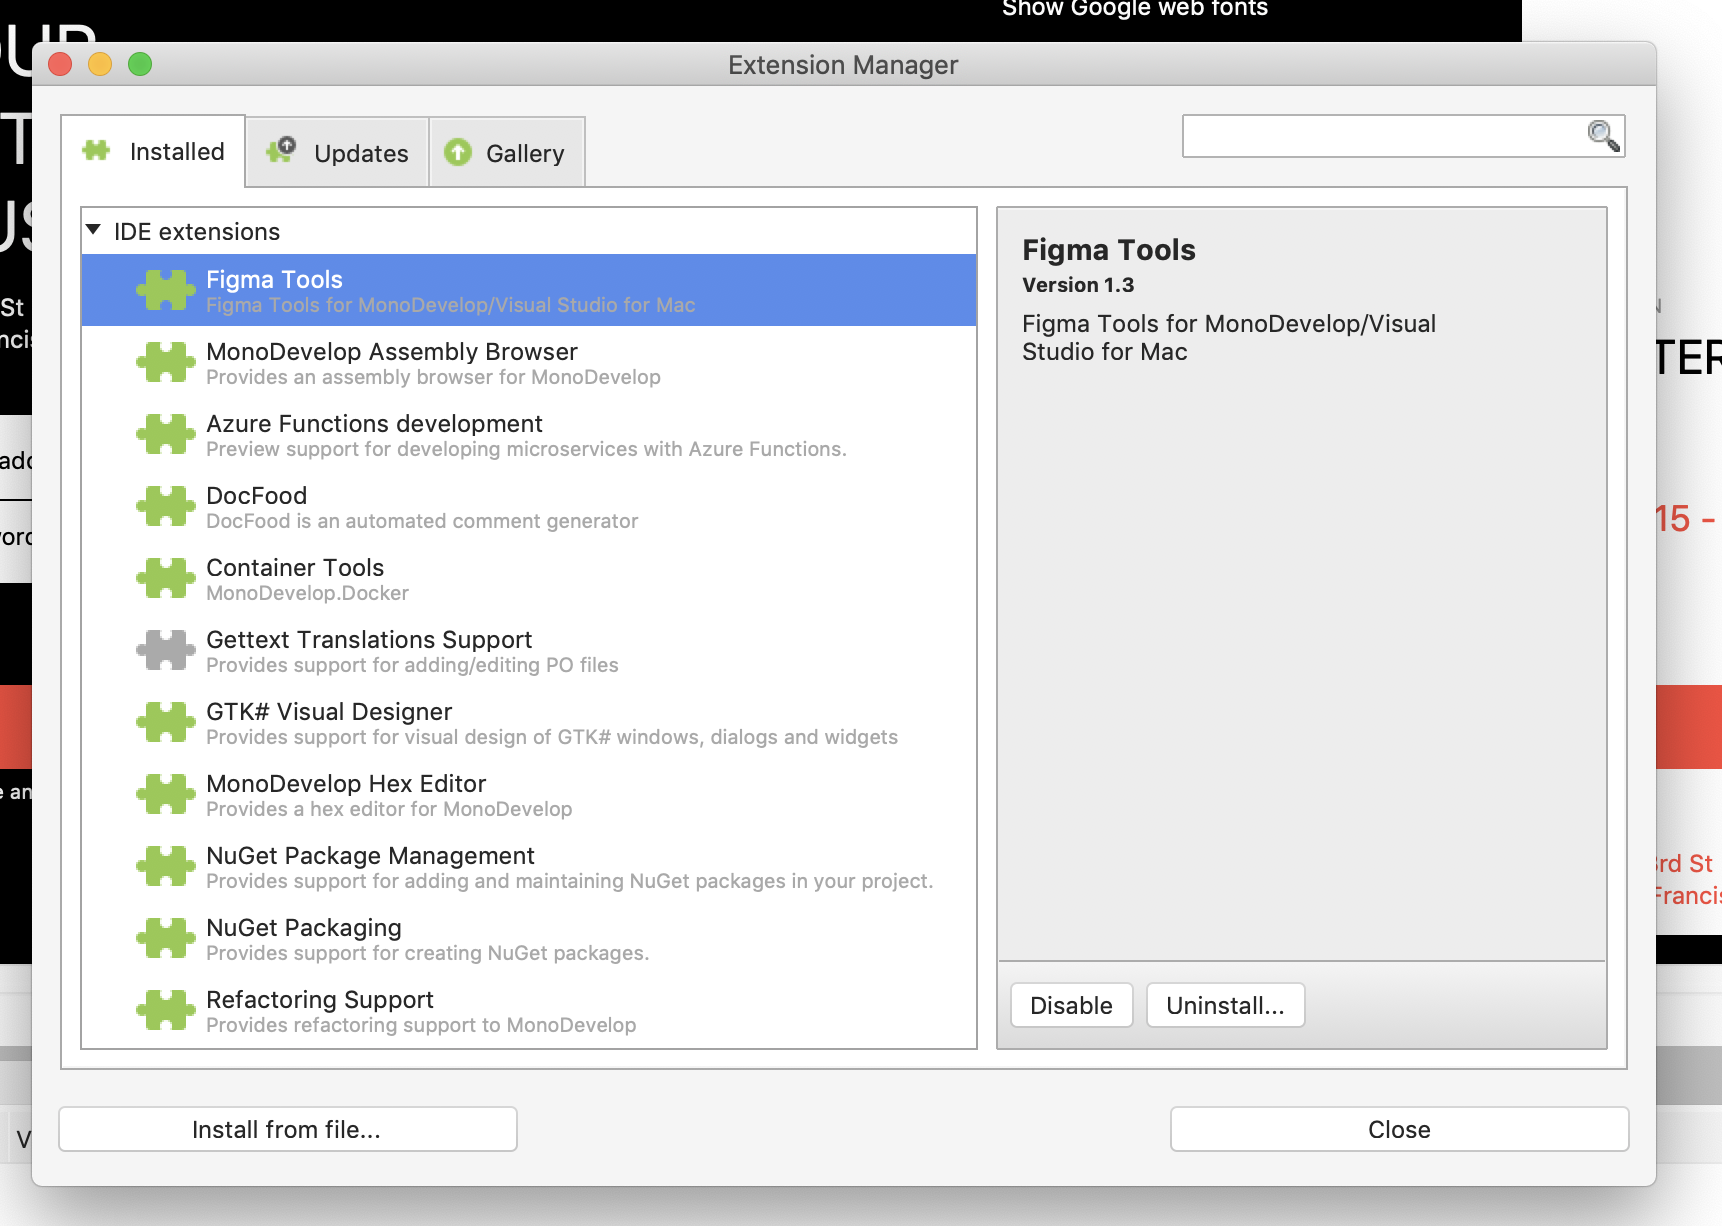 Show Google web fonts
Extension Manager
Installed
Updates
Gallery
IDE extensions
Figma Tools
Figma Tools for MonoDevelop/Visual Studio for Mac
MonoDevelop Assembly Browser
Provides an assembly browser for MonoDevelop
Azure Functions development
Preview support for developing microservices with Azure Functions.
DocFood
DocFood is an automated comment generator
Container Tools
MonoDevelop.Docker
Gettext Translations Support
Provides support for adding/editing PO files
GTK# Visual Designer
Provides support for visual design of GTK# windows, dialogs and widgets
MonoDevelop Hex Editor
Provides a hex editor for MonoDevelop
NuGet Package Management
Provides support for adding and maintaining NuGet packages in your project.
NuGet Packaging
Provides support for creating NuGet packages.
Refactoring Support
Provides refactoring support to MonoDevelop
Figma Tools
Version 1.3
Figma Tools for MonoDevelop/Visual
Studio for Mac
Disable
Uninstall...
Install from file...
Close
St
15 -
St